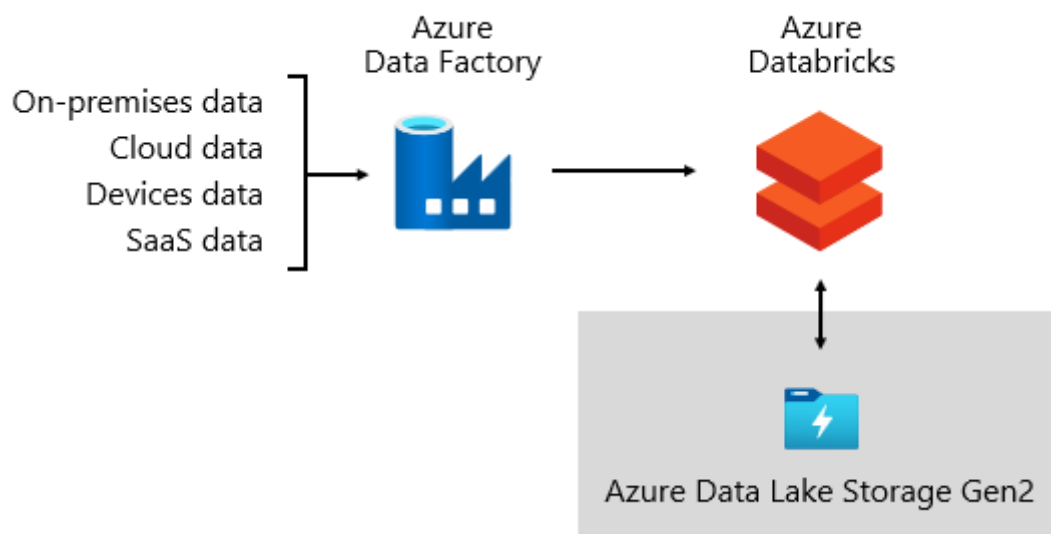 Azure
Data Factory
Azure
Databricks
On-premises data
Cloud data
Devices data
SaaS data
Azure Data Lake Storage Gen2